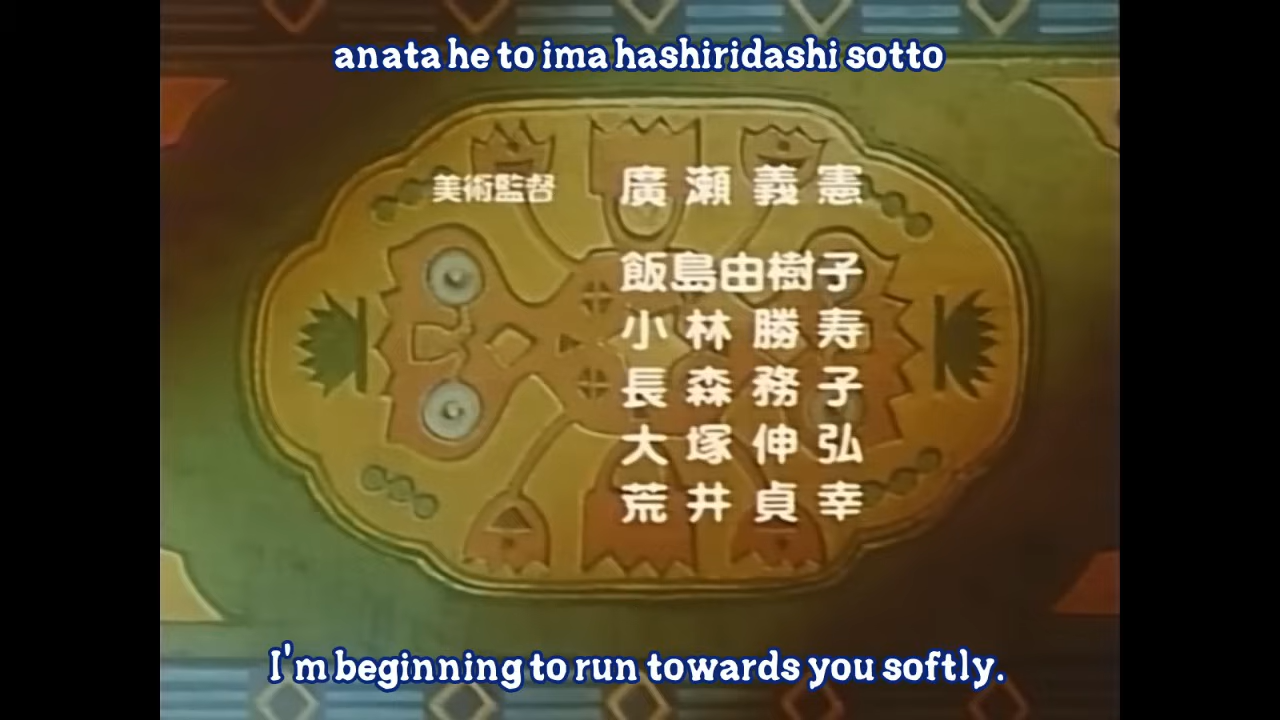 anata he to ima hashiridashi sotto
美術監督 廣瀬義憲
飯島由樹子
小林勝寿
長森務子
大塚伸弘
荒井貞幸
I'm beginning to run towards you softly.